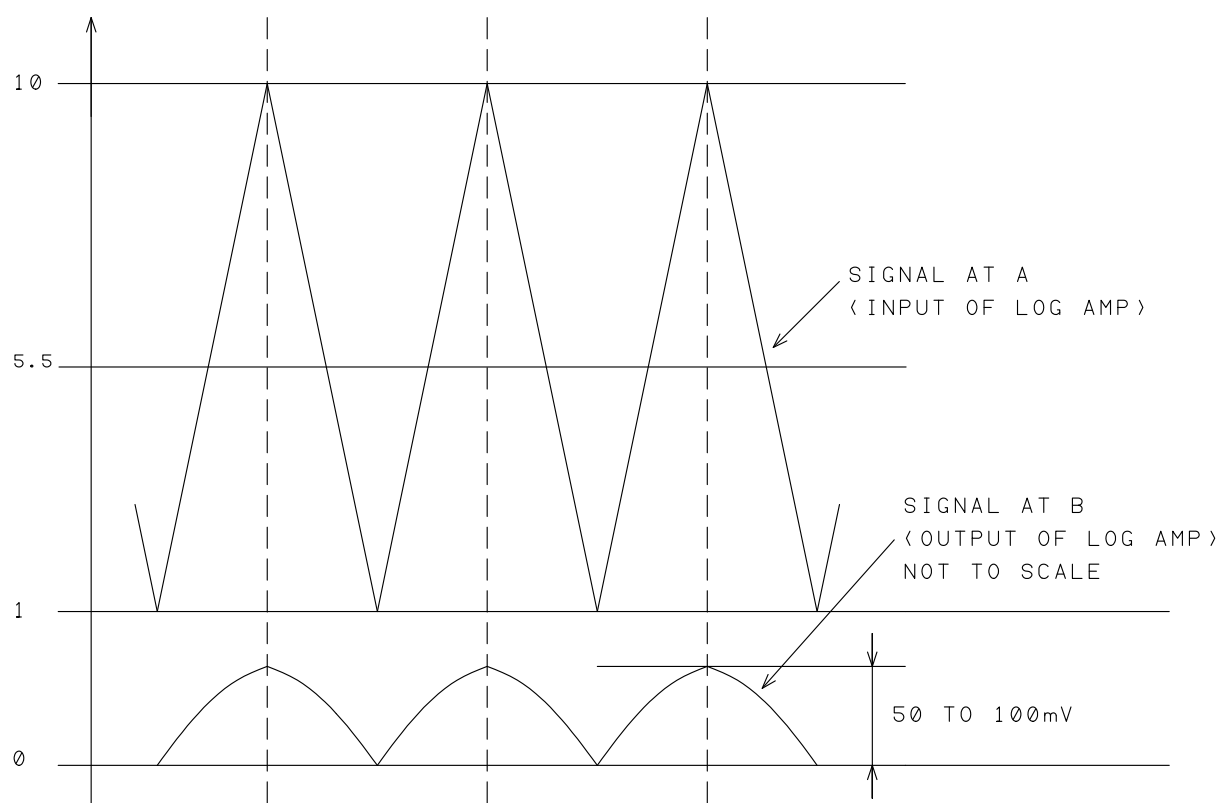 10
SIGNAL AT A
<INPUT OF LOG AMP>
5.5
SIGNAL AT B
<OUTPUT OF LOG AMP>
NOT TO SCALE
1
50 TO 100mV
0